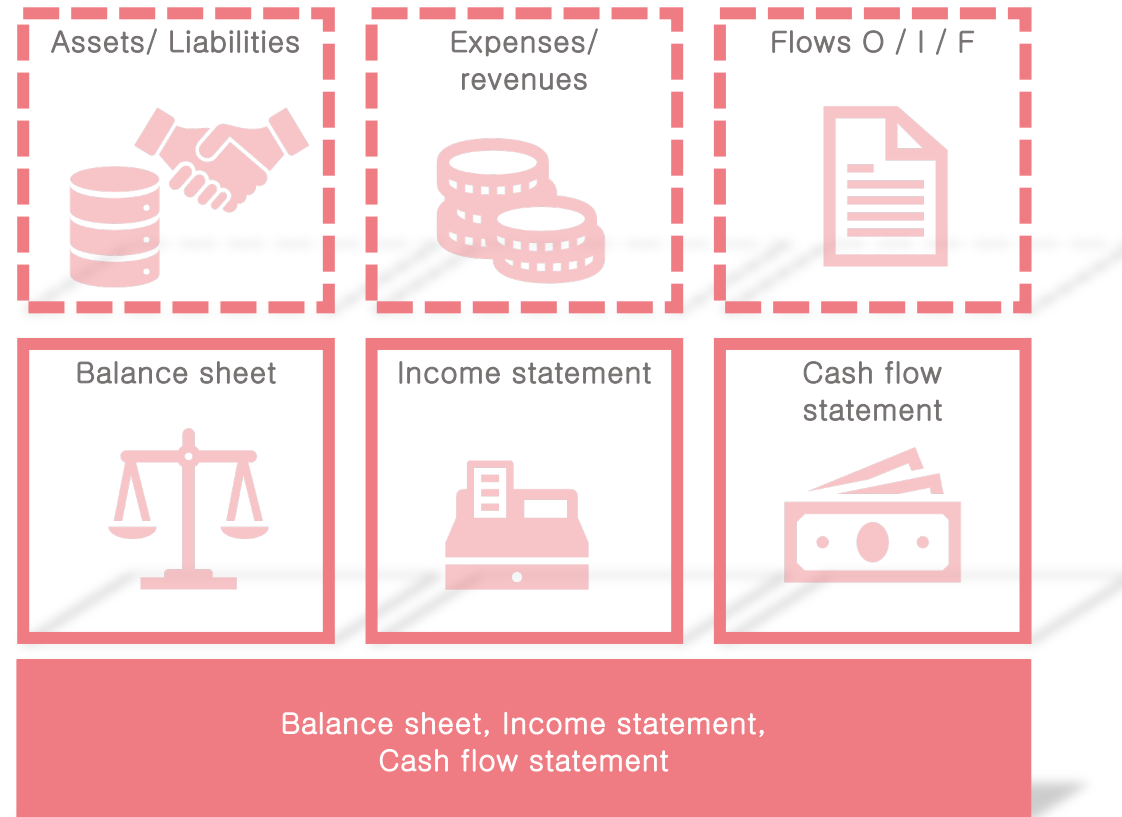 Assets/ Liabilities
Expenses/
revenues
Flows O / I / F
Balance sheet
Income statement
Cash flow
statement
Balance sheet, Income statement,
Cash flow statement